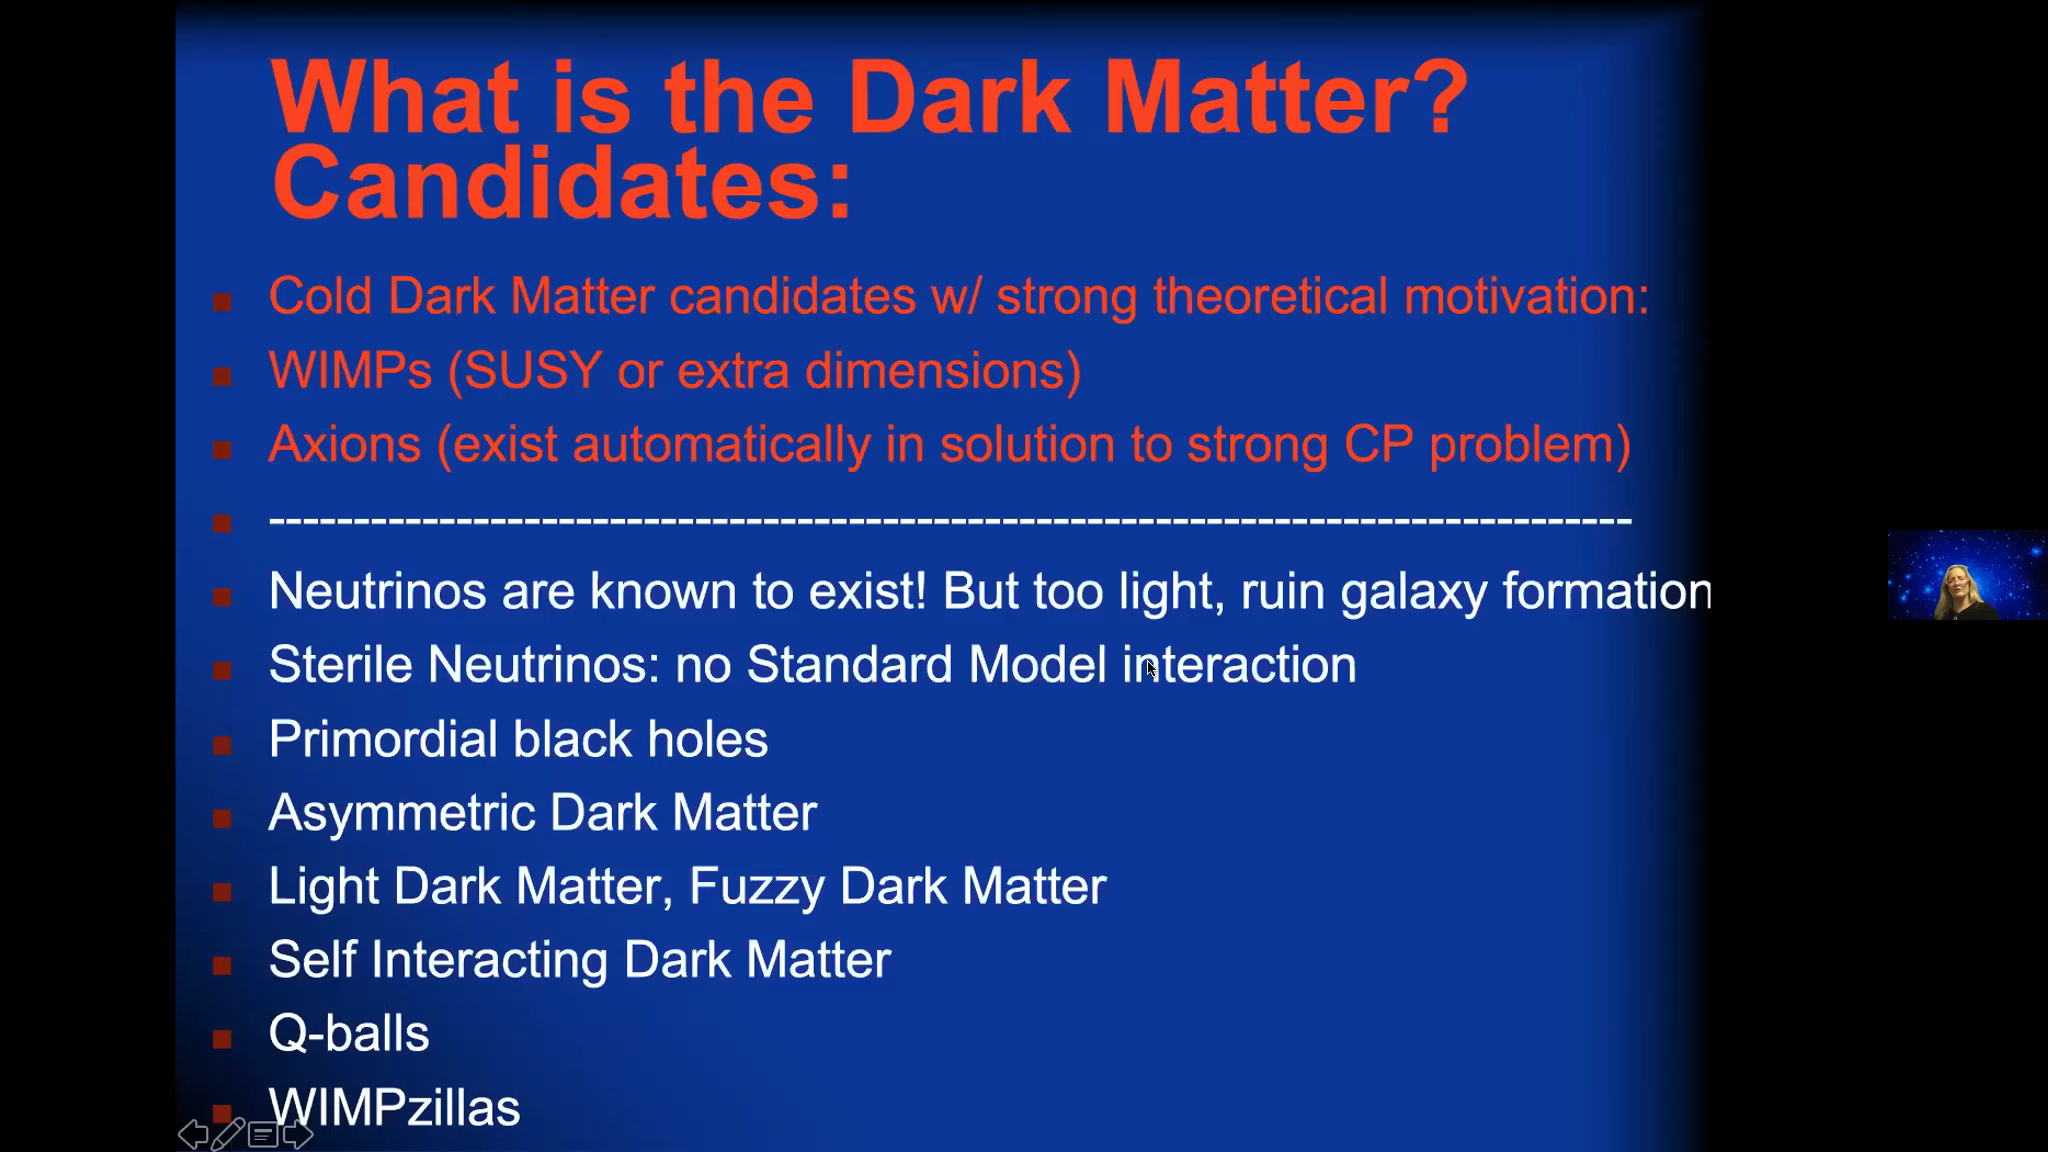 What is the Dark Matter?
Candidates:
Cold Dark Matter candidates w/ strong theoretical motivation:
WIMPs (SUSY or extra dimensions)
Axions (exist automatically in solution to strong CP problem)
--------------------------------------------------------------------------------
Neutrinos are known to exist! But too light, ruin galaxy formation
Sterile Neutrinos: no Standard Model interaction
Primordial black holes
Asymmetric Dark Matter
Light Dark Matter, Fuzzy Dark Matter
Self Interacting Dark Matter
Q-balls
WIMPzillas